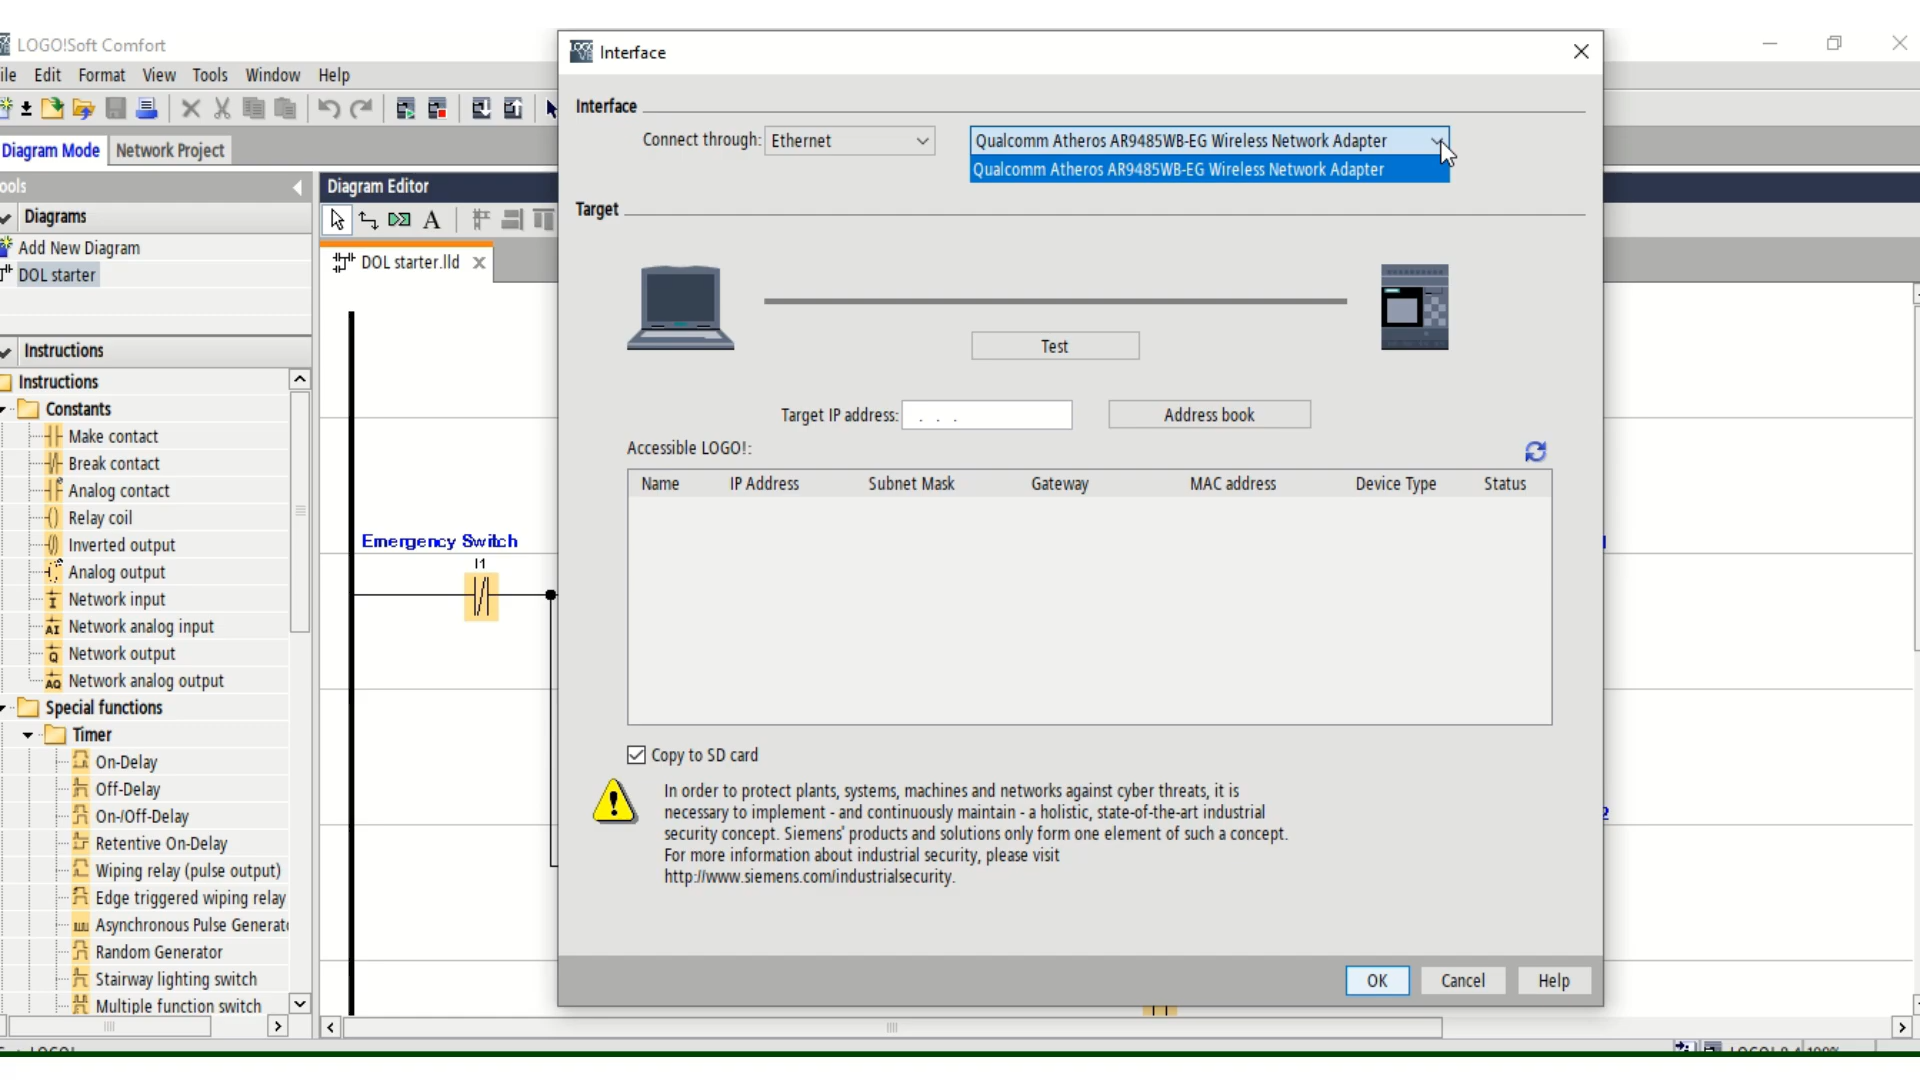 LOGO!Soft Comfort
ile Edit Format View Tools Window Help
Diagram Mode Network Project
ools
Diagrams
Add New Diagram
DOL starter
Instructions
Instructions
Constants
Make contact
Break contact
Analog contact
Relay coil
Inverted output
Analog output
Network input
Network analog input
Network output
Network analog output
Special functions
Timer
On-Delay
Off-Delay
On-/Off-Delay
Retentive On-Delay
Wiping relay (pulse output)
Edge triggered wiping relay
Asynchronous Pulse Generat
Random Generator
Stairway lighting switch
Multiple function switch
Diagram Editor
A
DOL starter.lld
Emergency Switch
I1
Interface
Interface
Connect through: Ethernet
Qualcomm Atheros AR9485WB-EG Wireless Network Adapter
Qualcomm Atheros AR9485WB-EG Wireless Network Adapter
Target
Test
Target IP address: . . .
Address book
Accessible LOGO!:
Name IP Address Subnet Mask Gateway MAC address Device Type Status
Copy to SD card
In order to protect plants, systems, machines and networks against cyber threats, it is
necessary to implement - and continuously maintain - a holistic, state-of-the-art industrial
security concept. Siemens' products and solutions only form one element of such a concept.
For more information about industrial security, please visit
http://www.siemens.com/industrialsecurity.
OK Cancel Help